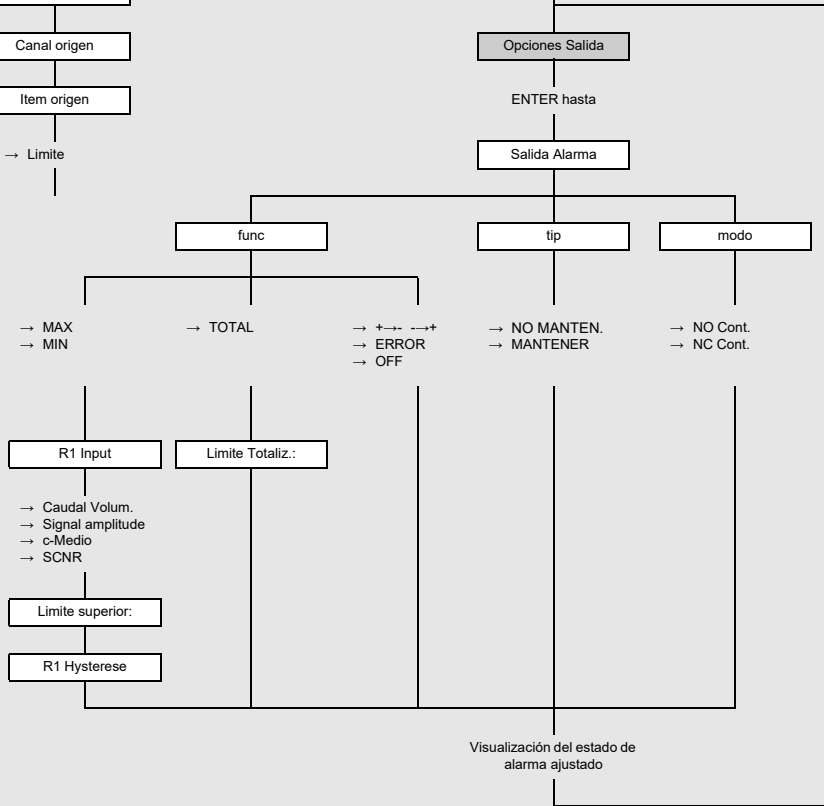 Canal origen
Opciones Salida
Item origen
ENTER hasta
→ Limite
Salida Alarma
func
tip
modo
→ MAX
→ MIN
→ TOTAL
→ +→- -→+
→ ERROR
→ OFF
→ NO MANTEN.
→ MANTENER
→ NO Cont.
→ NC Cont.
R1 Input
Limite Totaliz.:
→ Caudal Volum.
→ Signal amplitude
→ c-Medio
→ SCNR
Limite superior:
R1 Hysterese
Visualización del estado de
alarma ajustado